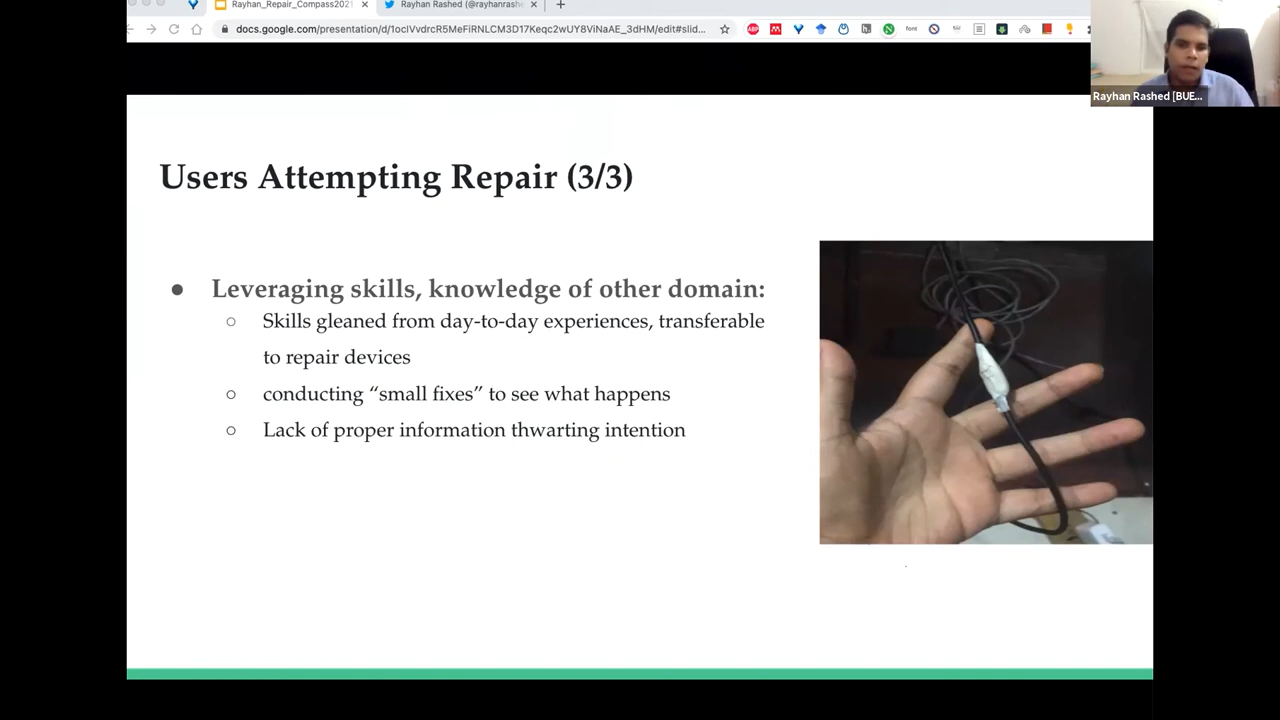 Rayhan_Repair_Compass2021
Rayhan Rashed (@rayhanrashe
docs.google.com/presentation/d/1ociVvdrcR5MeFiRNLCM3D17Keqc2wUY8ViNaAE_3dHM/edit#slid...
ABP
font
Rayhan Rashed [BUE...
Users Attempting Repair (3/3)
● Leveraging skills, knowledge of other domain:
○ Skills gleaned from day-to-day experiences, transferable
to repair devices
○ conducting “small fixes” to see what happens
○ Lack of proper information thwarting intention